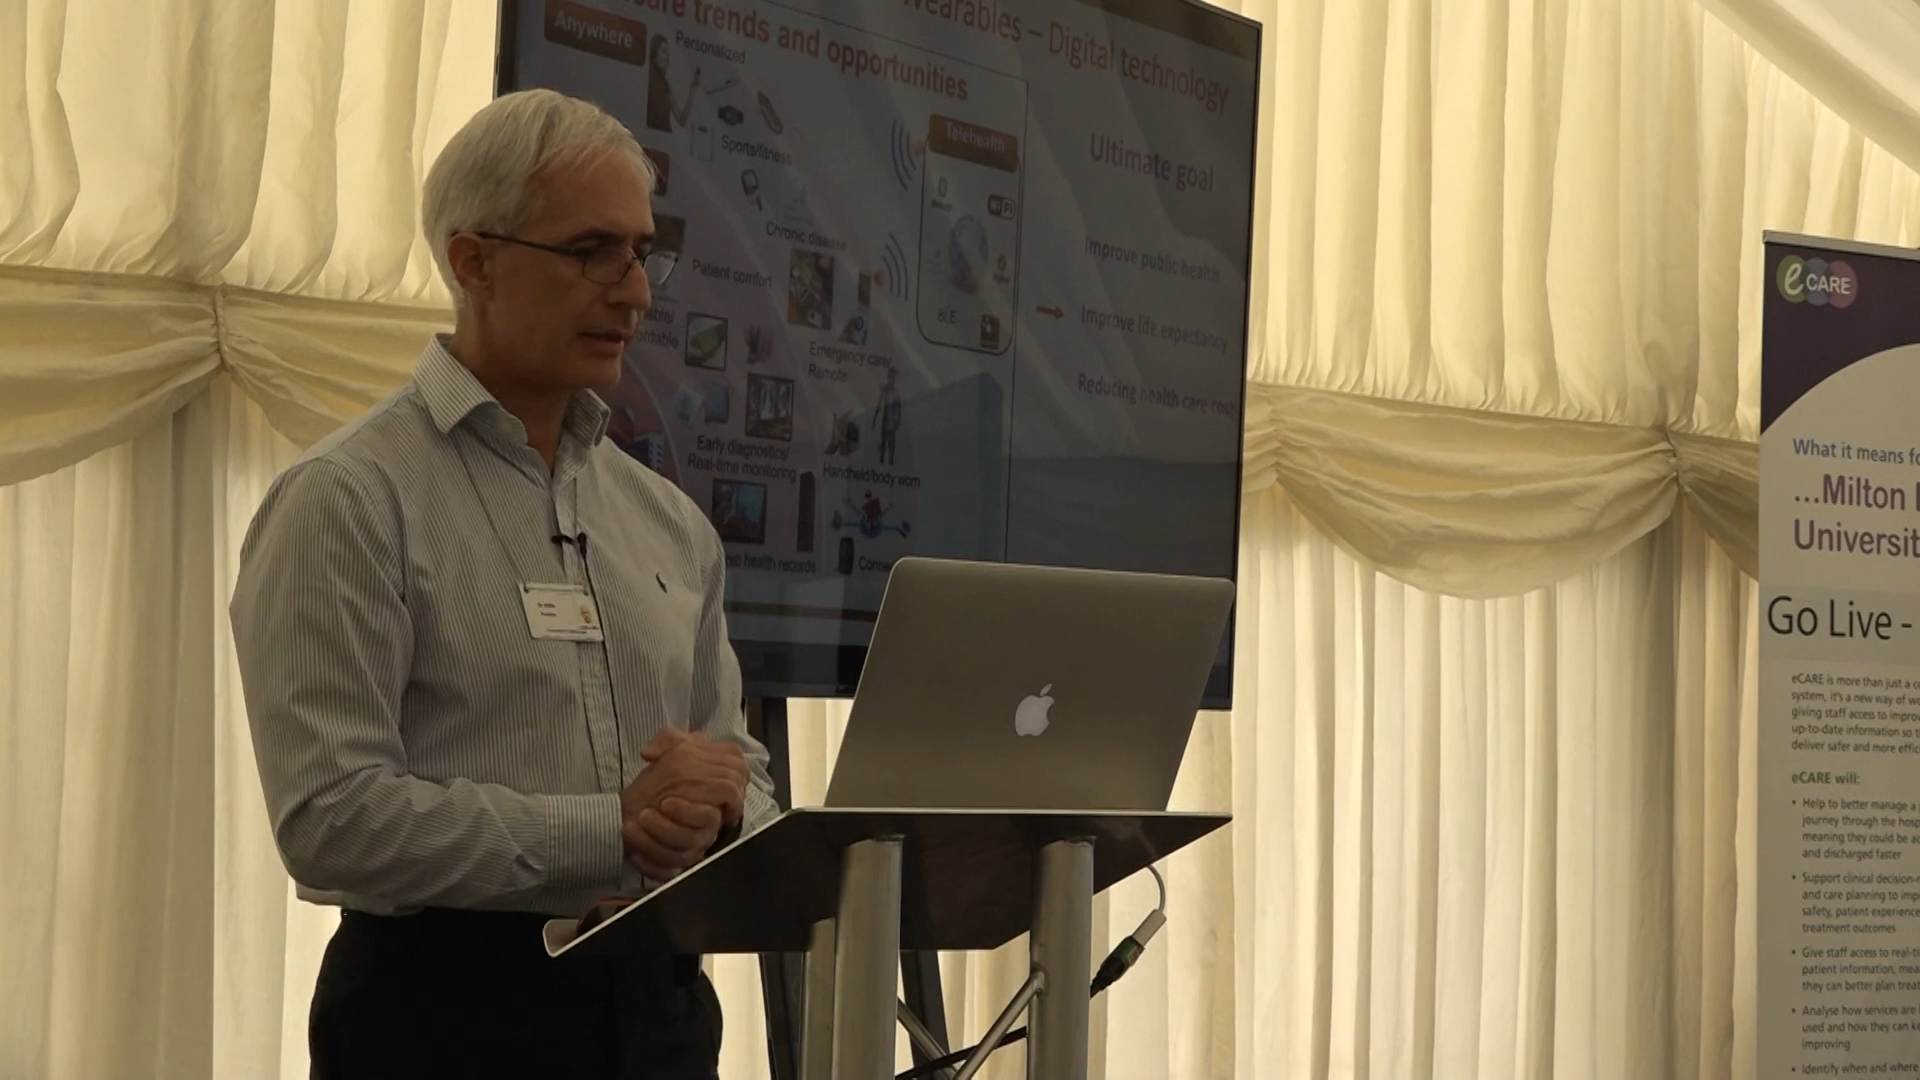 earables – Digital technology
care trends and opportunities
Anywhere
Personalized
Sports/fitness
Telehealth
Chronic disease
Patient comfort
BLE
Emergency care/
Remote
Early diagnostics/
Real-time monitoring
Handheld/body worn
health records
Conne
Ultimate goal
Improve public health
Improve life expectancy
Reducing health care cost
eCARE
What it means fo
...Milton
Universit
Go Live -
eCARE is more than just a c
system, it's a new way of wo
giving staff access to improv
up-to-date information so t
deliver safer and more effic
eCARE will:
• Help to better manage a p
journey through the hosp
meaning they could be a
and discharged faster
• Support clinical decision-m
and care planning to imp
safety, patient experience
treatment outcomes
• Give staff access to real-ti
patient information, mea
they can better plan treat
• Analyse how services are
used and how they can k
improving
• Identify when and where